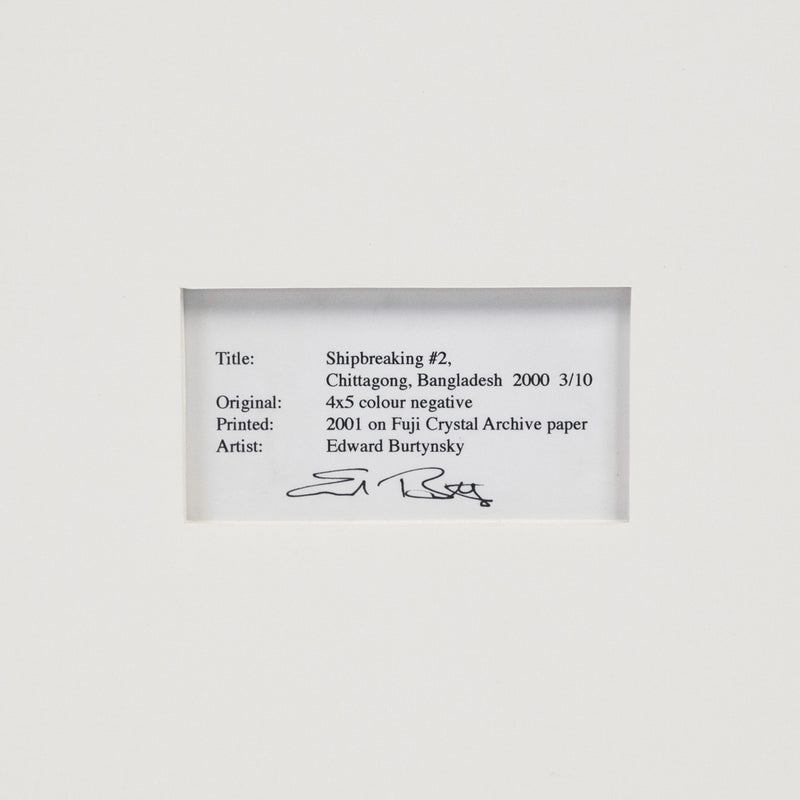 Title: Shipbreaking #2,
Chittagong, Bangladesh 2000 3/10
Original: 4x5 colour negative
Printed: 2001 on Fuji Crystal Archive paper
Artist: Edward Burtynsky